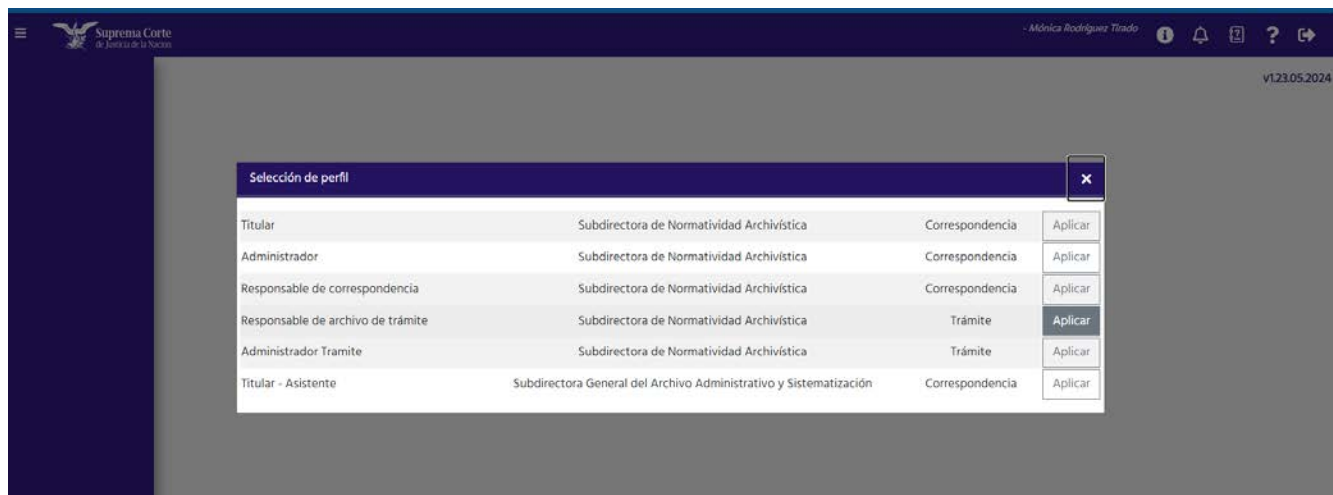 Suprema Corte
de Justicia de la Nación
- Mónica Rodríguez Tirado
v1.23.05.2024
Selección de perfil
Titular Subdirectora de Normatividad Archivística Correspondencia Aplicar
Administrador Subdirectora de Normatividad Archivística Correspondencia Aplicar
Responsable de correspondencia Subdirectora de Normatividad Archivística Correspondencia Aplicar
Responsable de archivo de trámite Subdirectora de Normatividad Archivística Trámite Aplicar
Administrador Tramite Subdirectora de Normatividad Archivística Trámite Aplicar
Titular - Asistente Subdirectora General del Archivo Administrativo y Sistematización Correspondencia Aplicar